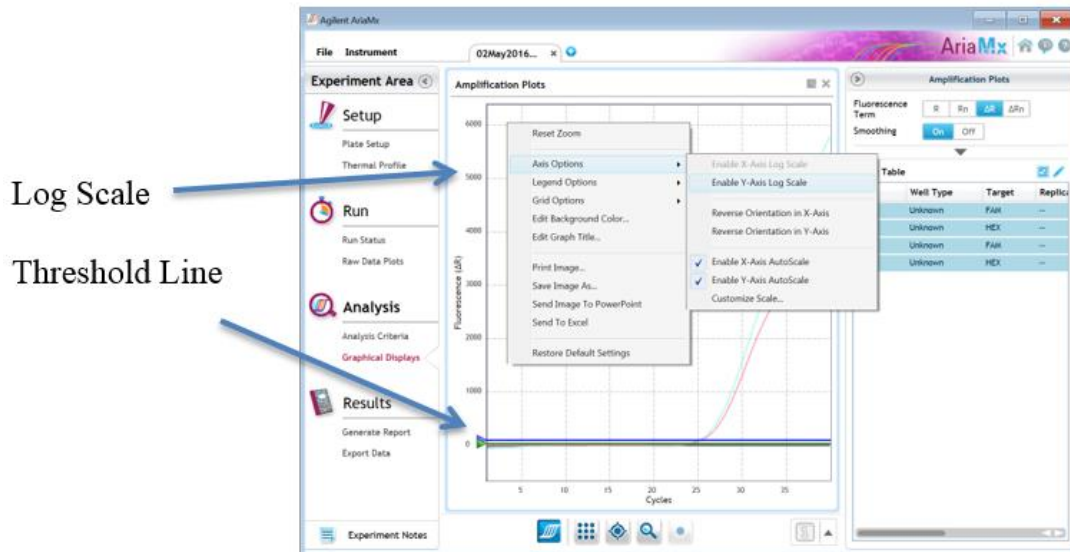 Log Scale
Threshold Line
Agilent AriaMx
File Instrument
02May2016...
AriaMx
Experiment Area
Setup
Plate Setup
Thermal Profile
Run
Run Status
Raw Data Plots
Analysis
Analysis Criteria
Graphical Displays
Results
Generate Report
Export Data
Experiment Notes
Amplification Plots
6000
5000
4000
3000
2000
1000
0
Fluorescence (ΔR)
5 10 15 20 25 30 35
Cycles
Reset Zoom
Axis Options
Legend Options
Grid Options
Edit Background Color...
Edit Graph Title...
Print Image...
Save Image As...
Send Image To PowerPoint
Send To Excel
Restore Default Settings
Enable X-Axis Log Scale
Enable Y-Axis Log Scale
Reverse Orientation in X-Axis
Reverse Orientation in Y-Axis
Enable X-Axis AutoScale
Enable Y-Axis AutoScale
Customize Scale...
Amplification Plots
Fluorescence Term
R Rn ΔR ΔRn
Smoothing
On Off
Table
Well Type Target Replica
Unknown FAM --
Unknown HEX --
Unknown FAM --
Unknown HEX --